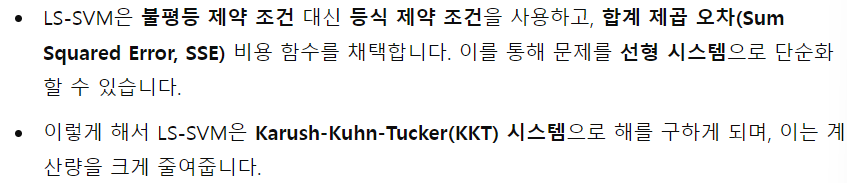 • LS-SVM은 불평등 제약 조건 대신 등식 제약 조건을 사용하고, 합계 제곱 오차(Sum
Squared Error, SSE) 비용 함수를 채택합니다. 이를 통해 문제를 선형 시스템으로 단순화
할 수 있습니다.
• 이렇게 해서 LS-SVM은 Karush-Kuhn-Tucker(KKT) 시스템으로 해를 구하게 되며, 이는 계
산량을 크게 줄여줍니다.